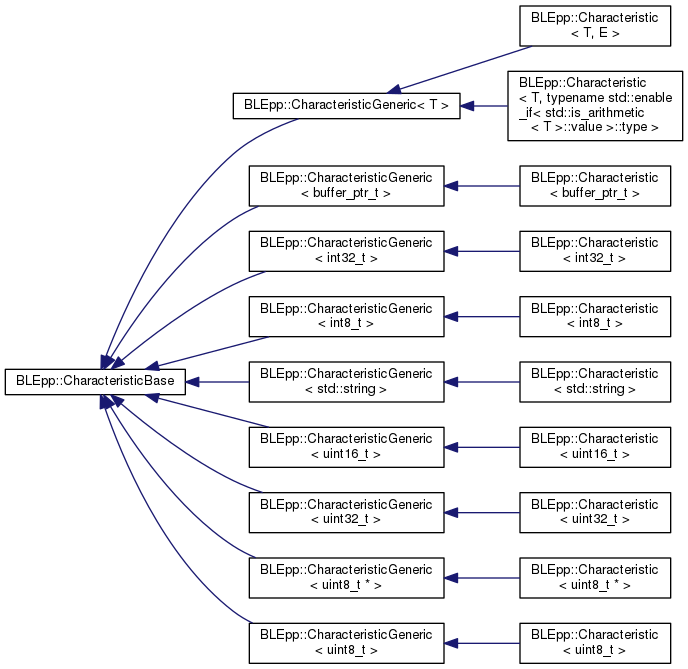 BLEpp::Characteristic
< T, E >
BLEpp::CharacteristicGeneric< T >
BLEpp::Characteristic
< T, typename std::enable
_if< std::is_arithmetic
< T >::value >::type >
BLEpp::CharacteristicGeneric
< buffer_ptr_t >
BLEpp::Characteristic
< buffer_ptr_t >
BLEpp::CharacteristicGeneric
< int32_t >
BLEpp::Characteristic
< int32_t >
BLEpp::CharacteristicGeneric
< int8_t >
BLEpp::Characteristic
< int8_t >
BLEpp::CharacteristicBase
BLEpp::CharacteristicGeneric
< std::string >
BLEpp::Characteristic
< std::string >
BLEpp::CharacteristicGeneric
< uint16_t >
BLEpp::Characteristic
< uint16_t >
BLEpp::CharacteristicGeneric
< uint32_t >
BLEpp::Characteristic
< uint32_t >
BLEpp::CharacteristicGeneric
< uint8_t * >
BLEpp::Characteristic
< uint8_t * >
BLEpp::CharacteristicGeneric
< uint8_t >
BLEpp::Characteristic
< uint8_t >